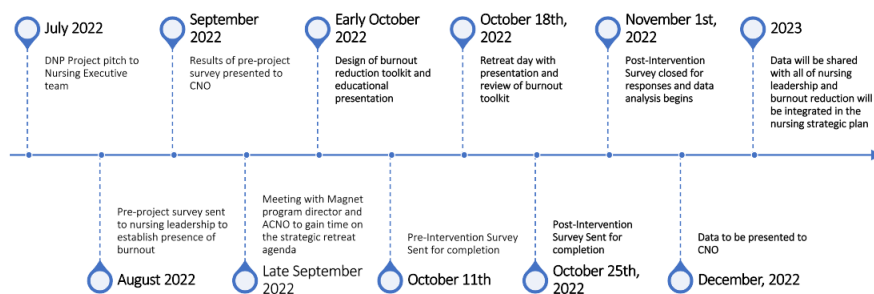 July 2022
DNP Project pitch to
Nursing Executive
team
September
2022
Results of pre-project
survey presented to
CNO
Early October
2022
Design of burnout
reduction toolkit and
educational
presentation
October 18th,
2022
Retreat day with
presentation and
review of burnout
toolkit
November 1st,
2022
Post-Intervention
Survey closed for
responses and data
analysis begins
2023
Data will be shared
with all of nursing
leadership and
burnout reduction will
be integrated in the
nursing strategic plan
Pre-project survey sent
to nursing leadership to
establish presence of
burnout
August 2022
Meeting with Magnet
program director and
ACNO to gain time on
the strategic retreat
agenda
Late September
2022
Pre-Intervention Survey
Sent for completion
October 11th
Post-Intervention
Survey Sent for
completion
October 25th,
2022
Data to be presented to
CNO
December, 2022